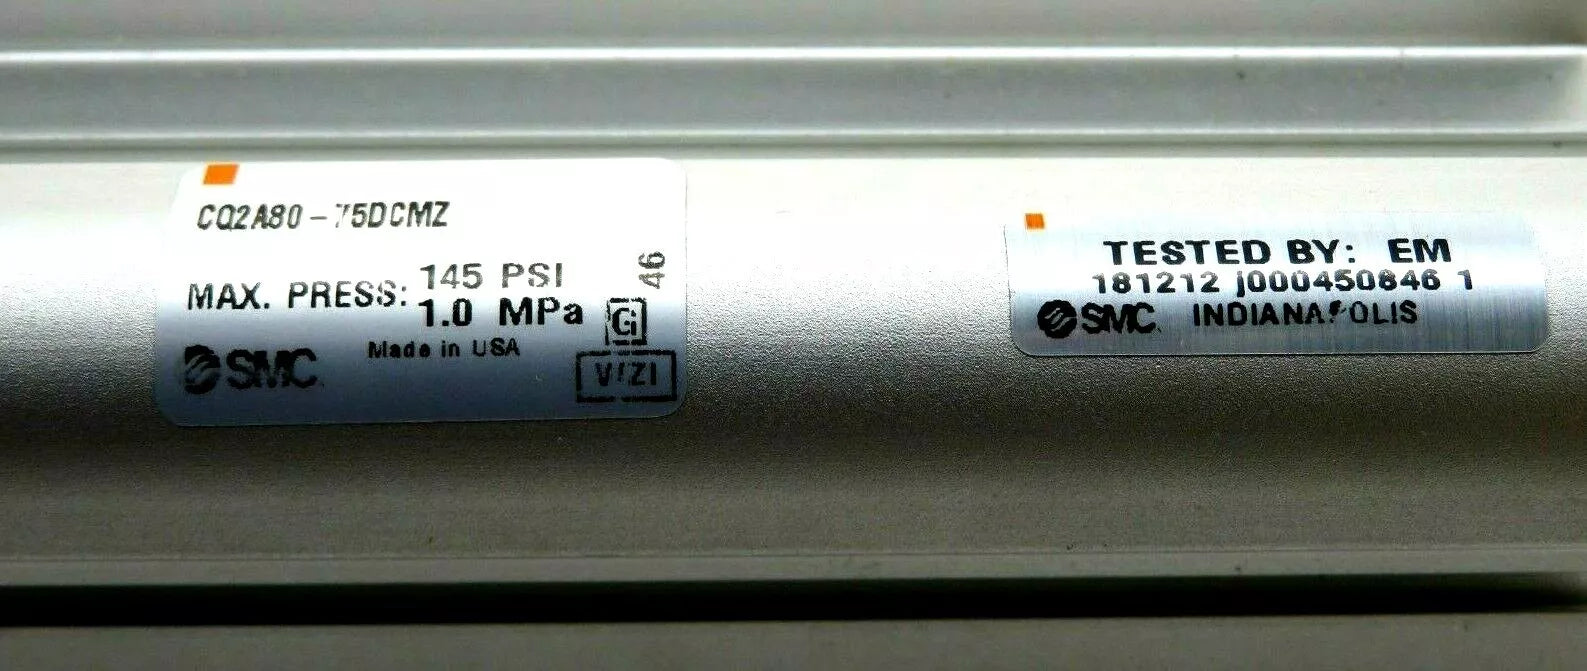 CQ2A80-75DCMZ
MAX. PRESS: 145 PSI
1.0 MPa
46
Made in USA
SMC
TESTED BY: EM
181212 j000450846 1
SMC INDIANAPOLIS